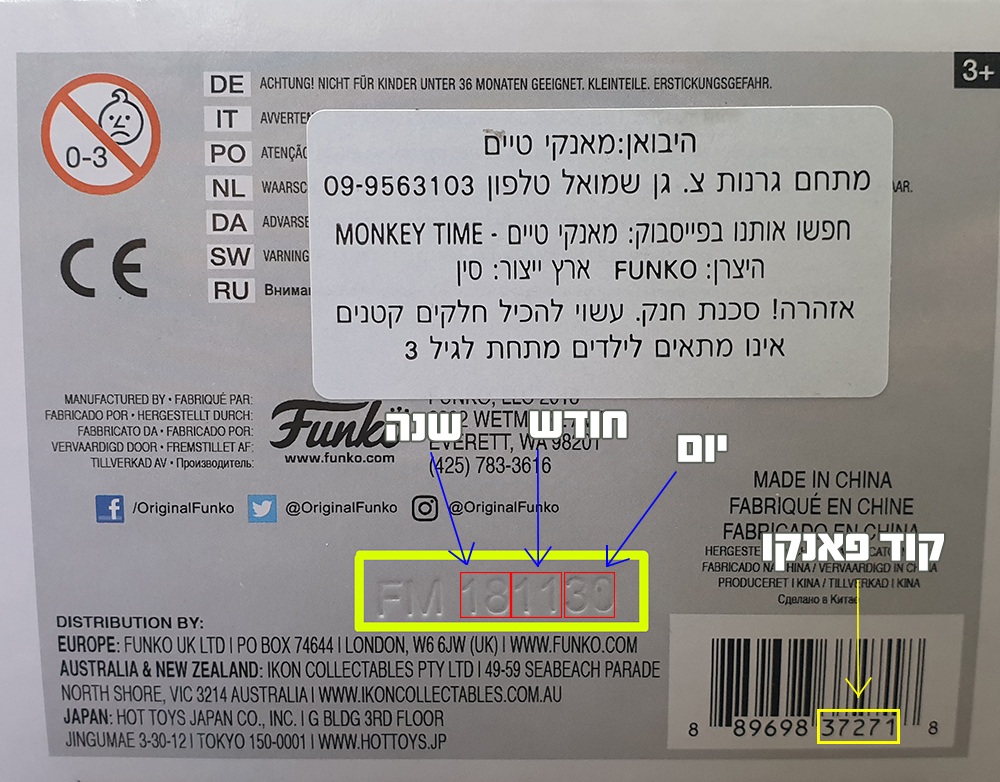 3+
0-3
DE ACHTUNG! NICHT FÜR KINDER UNTER 36 MONATEN GEEIGNET. KLEINTEILE. ERSTICKUNGSGEFAHR.
IT
PO
NL AR.
DA
SW
RU
CE
היבואן:מאנקי טיים
מתחם גרנות צ. גן שמואל טלפון 09-9563103
חפשו אותנו בפייסבוק: מאנקי טיים - MONKEY TIME
היצרן: FUNKO ארץ ייצור: סין
אזהרה! סכנת חנק. עשוי להכיל חלקים קטנים
אינו מתאים לילדים מתחת לגיל 3
MANUFACTURED BY • FABRIQUÉ PAR:
FABRICADO POR • HERGESTELLT DURCH:
FABBRICATO DA • FABRICADO POR:
VERVAARDIGD DOOR • FREMSTILLET AF:
TILLVERKAD AV • Производитель:
Funko
www.funko.com
EVERETT, WA 98201
(425) 783-3616
שנה
חודש
יום
/OriginalFunko @OriginalFunko @OriginalFunko
FM 181130
MADE IN CHINA
FABRIQUÉ EN CHINE
FABRICADO EN CHINA
קוד פאנקו
PRODUCERET I KINA / TILLVERKAD I KINA
Сделано в Китае
DISTRIBUTION BY:
EUROPE: FUNKO UK LTD | PO BOX 74644 | LONDON, W6 6JW (UK) | WWW.FUNKO.COM
AUSTRALIA & NEW ZEALAND: IKON COLLECTABLES PTY LTD | 49-59 SEABEACH PARADE
NORTH SHORE, VIC 3214 AUSTRALIA | WWW.IKONCOLLECTABLES.COM.AU
JAPAN: HOT TOYS JAPAN CO., INC. | G BLDG 3RD FLOOR
JINGUMAE 3-30-12 | TOKYO 150-0001 | WWW.HOTTOYS.JP
8 89698 37271 8